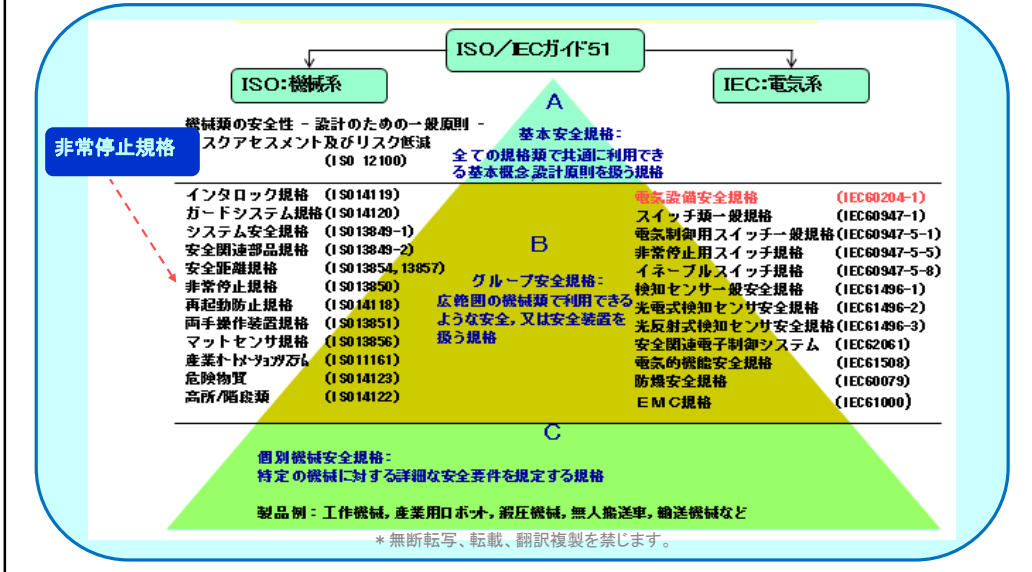 ISO/IECガイド51
ISO:機械系
IEC:電気系
A
機械類の安全性 - 設計のための一般原則 -
スクアセスメント及びリスク低減
(ISO 12100)
基本安全規格:
全ての規格類で共通に利用でき
る基本概念,設計原則を扱う規格
非常停止規格
インタロック規格 (ISO14119)
ガードシステム規格(ISO14120)
システム安全規格 (ISO13849-1)
安全関連部品規格 (ISO13849-2)
安全距離規格 (ISO13854,13857)
非常停止規格 (ISO13850)
再起動防止規格 (ISO14118)
両手操作装置規格 (ISO13851)
マットセンサ規格 (ISO13856)
産業オートメーションシステム (ISO11161)
危険物質 (ISO14123)
高所/階段類 (ISO14122)
B
グループ安全規格:
広範囲の機械類で利用できる
ような安全,又は安全装置を
扱う規格
電気設備安全規格 (IEC60204-1)
スイッチ類一般規格 (IEC60947-1)
電気制御用スイッチ一般規格(IEC60947-5-1)
非常停止用スイッチ規格 (IEC60947-5-5)
イネーブルスイッチ規格 (IEC60947-5-8)
検知センサー般安全規格 (IEC61496-1)
光電式検知センサ安全規格 (IEC61496-2)
光反射式検知センサ安全規格(IEC61496-3)
安全関連電子制御システム (IEC62061)
電気的機能安全規格 (IEC61508)
防爆安全規格 (IEC60079)
EMC規格 (IEC61000)
C
個別機械安全規格:
特定の機械に対する詳細な安全要件を規定する規格
製品例:工作機械,産業用ロボット,鍛圧機械,無人搬送車,輸送機械など
*無断転写、転載、翻訳複製を禁じます。